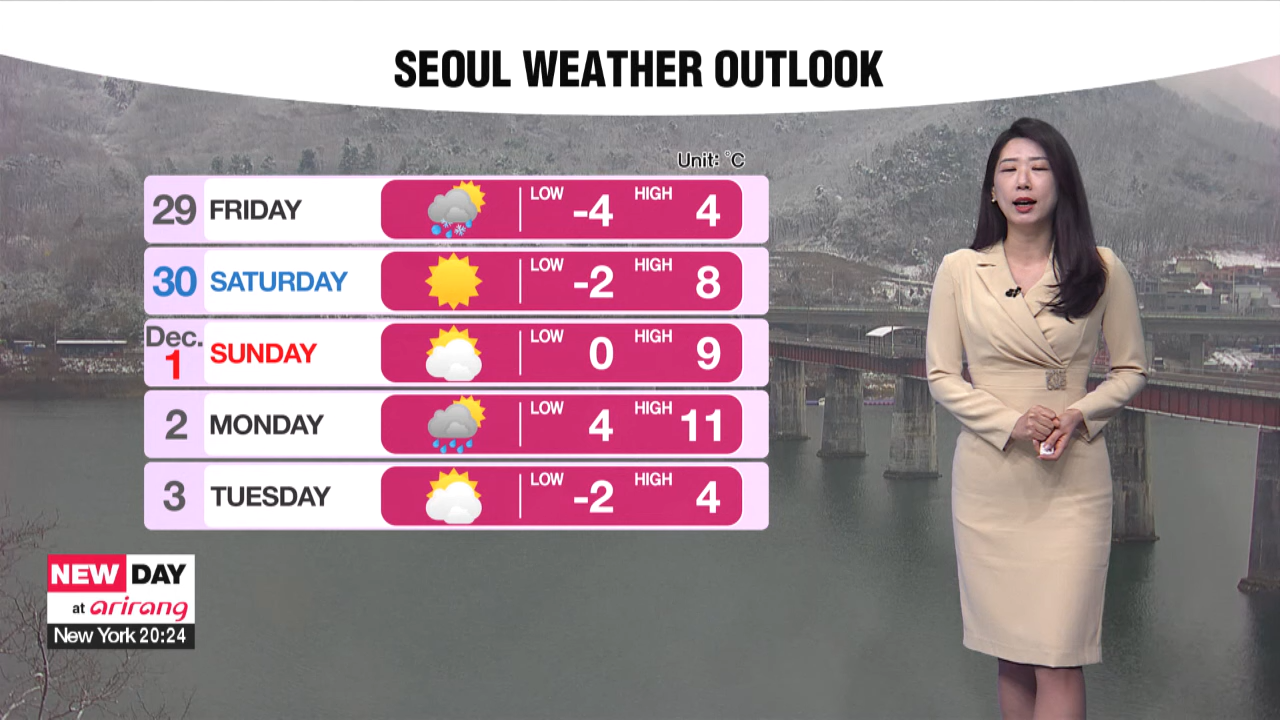 SEOUL WEATHER OUTLOOK
Unit: °C
29 FRIDAY LOW -4 HIGH 4
30 SATURDAY LOW -2 HIGH 8
Dec. 1 SUNDAY LOW 0 HIGH 9
2 MONDAY LOW 4 HIGH 11
3 TUESDAY LOW -2 HIGH 4
NEW DAY
at arirang
New York 20:24